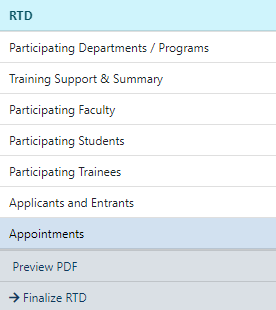 RTD
Participating Departments / Programs
Training Support & Summary
Participating Faculty
Participating Students
Participating Trainees
Applicants and Entrants
Appointments
Preview PDF
→ Finalize RTD